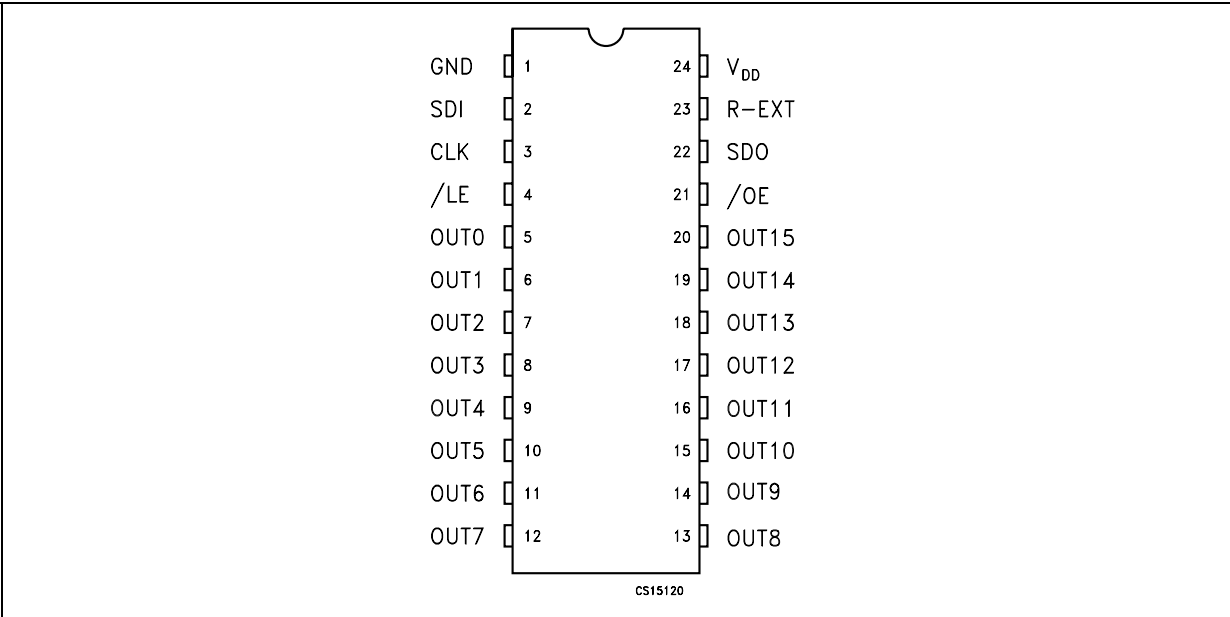 GND 1 24 VDD
SDI 2 23 R-EXT
CLK 3 22 SDO
/LE 4 21 /OE
OUT0 5 20 OUT15
OUT1 6 19 OUT14
OUT2 7 18 OUT13
OUT3 8 17 OUT12
OUT4 9 16 OUT11
OUT5 10 15 OUT10
OUT6 11 14 OUT9
OUT7 12 13 OUT8
CS15120